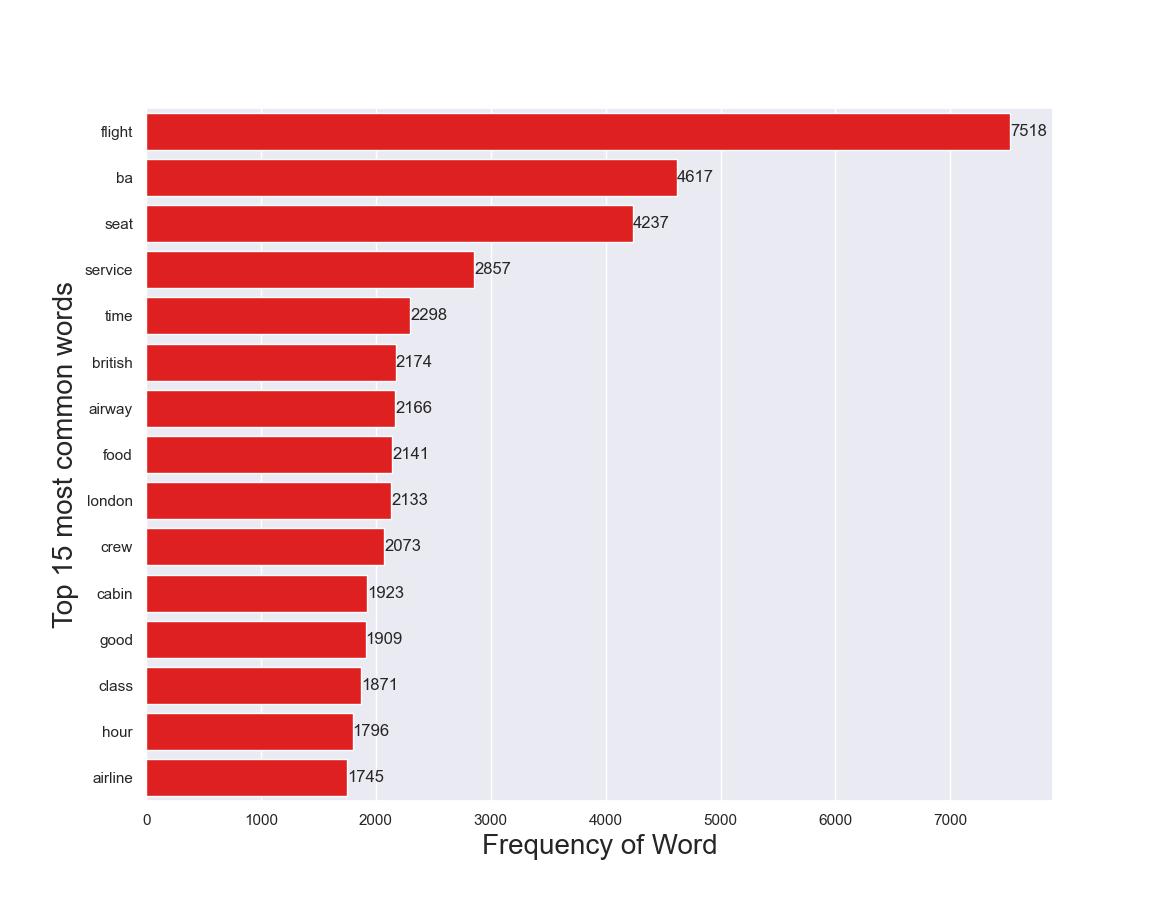 flight 7518
ba 4617
seat 4237
service 2857
time 2298
british 2174
airway 2166
food 2141
london 2133
crew 2073
cabin 1923
good 1909
class 1871
hour 1796
airline 1745
0 1000 2000 3000 4000 5000 6000 7000
Frequency of Word
Top 15 most common words